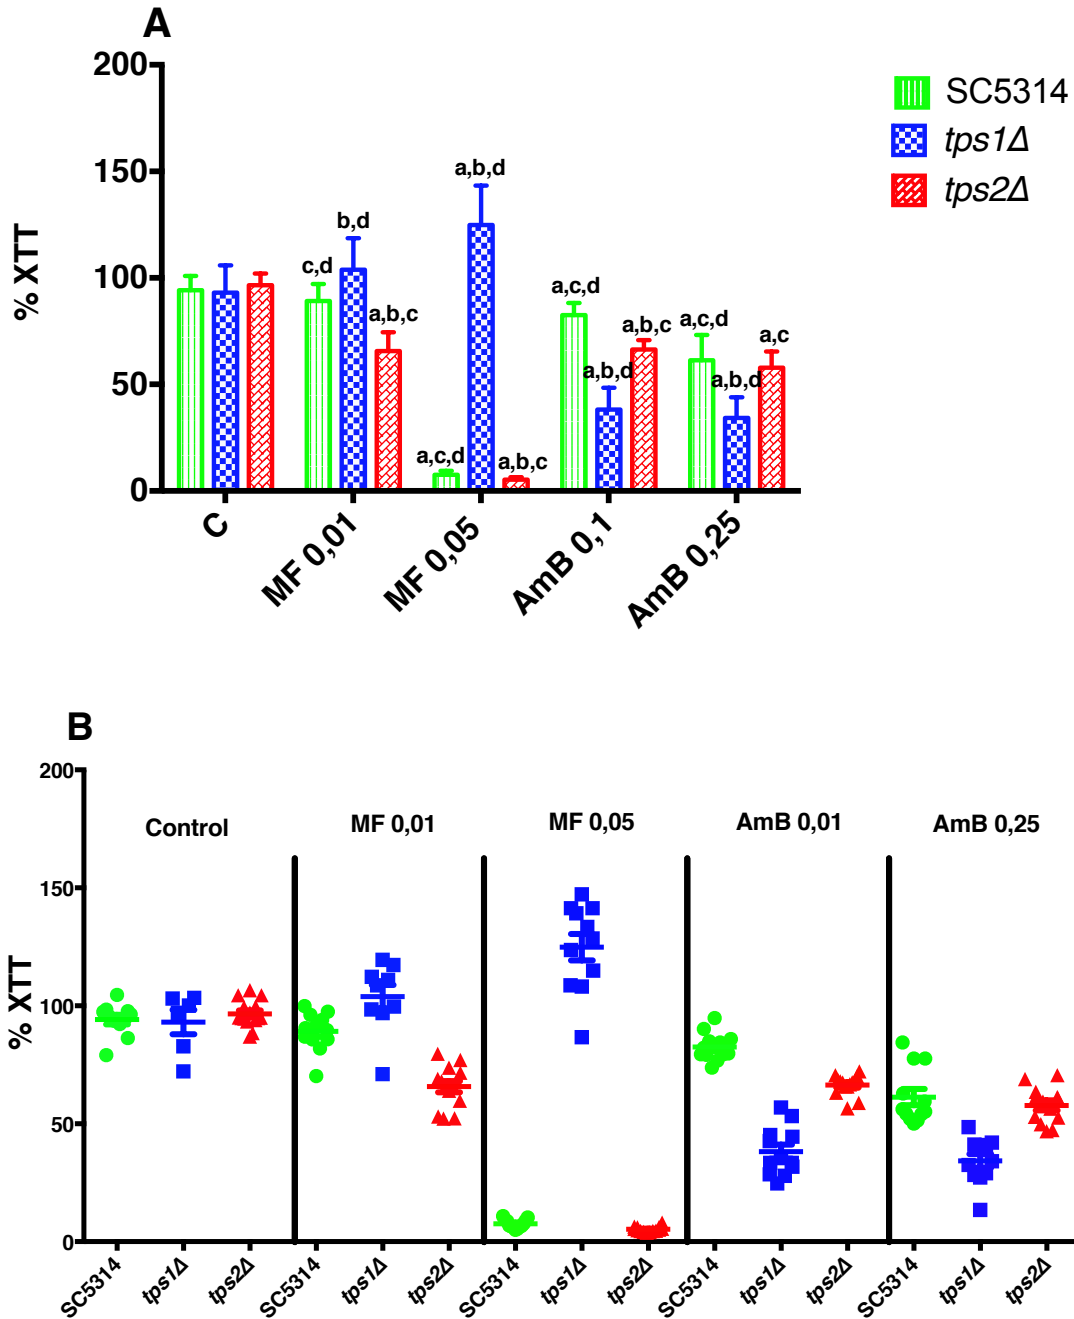 A
200
150
100
50
0
% XTT
SC5314
tps1Δ
tps2Δ
c,d
b,d
a,b,c
a,c,d
a,b,d
a,b,c
a,c,d
a,b,d
a,b,c
a,c,d
a,b,d
a,c
C
MF 0,01
MF 0,05
AmB 0,1
AmB 0,25
B
200
150
100
50
0
% XTT
Control
MF 0,01
MF 0,05
AmB 0,01
AmB 0,25
SC5314
tps1Δ
tps2Δ
SC5314
tps1Δ
tps2Δ
SC5314
tps1Δ
tps2Δ
SC5314
tps1Δ
tps2Δ
SC5314
tps1Δ
tps2Δ